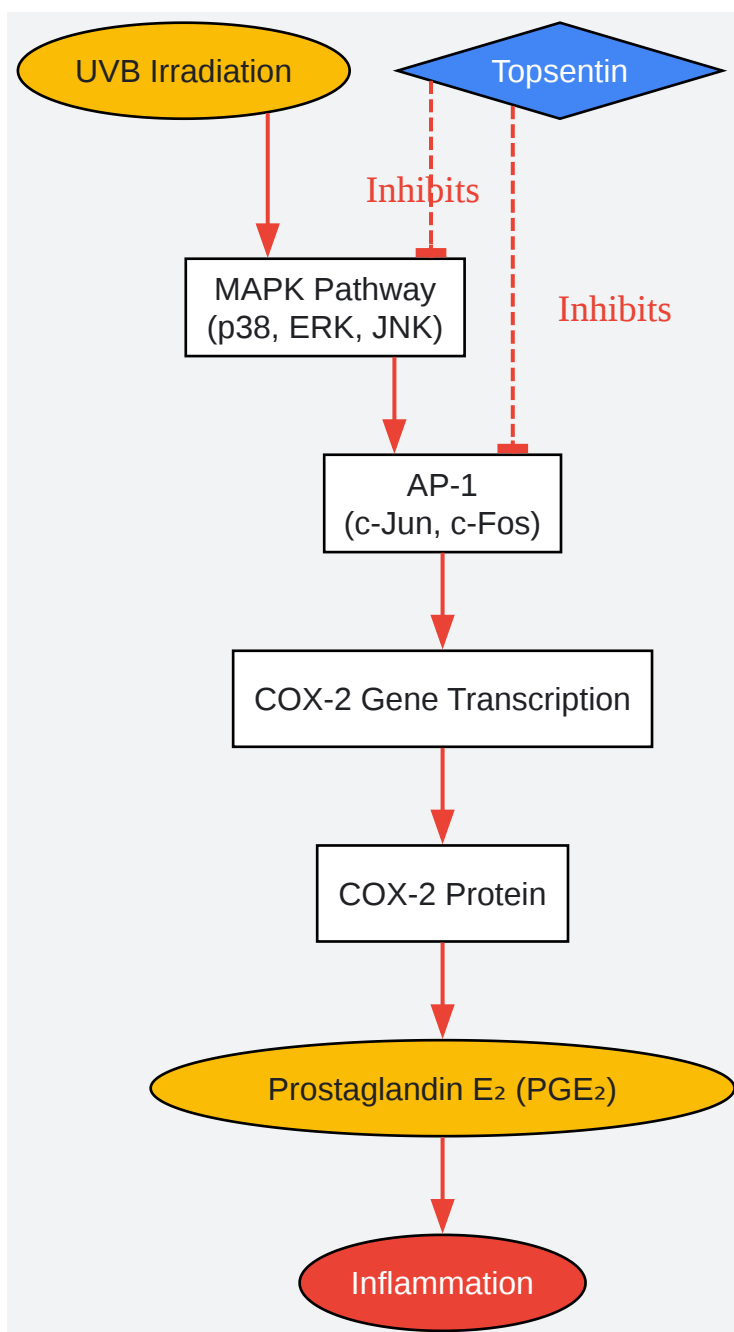 UVB Irradiation
Topsentin
Inhibits
MAPK Pathway
(p38, ERK, JNK)
Inhibits
AP-1
(c-Jun, c-Fos)
COX-2 Gene Transcription
COX-2 Protein
Prostaglandin E₂ (PGE₂)
Inflammation